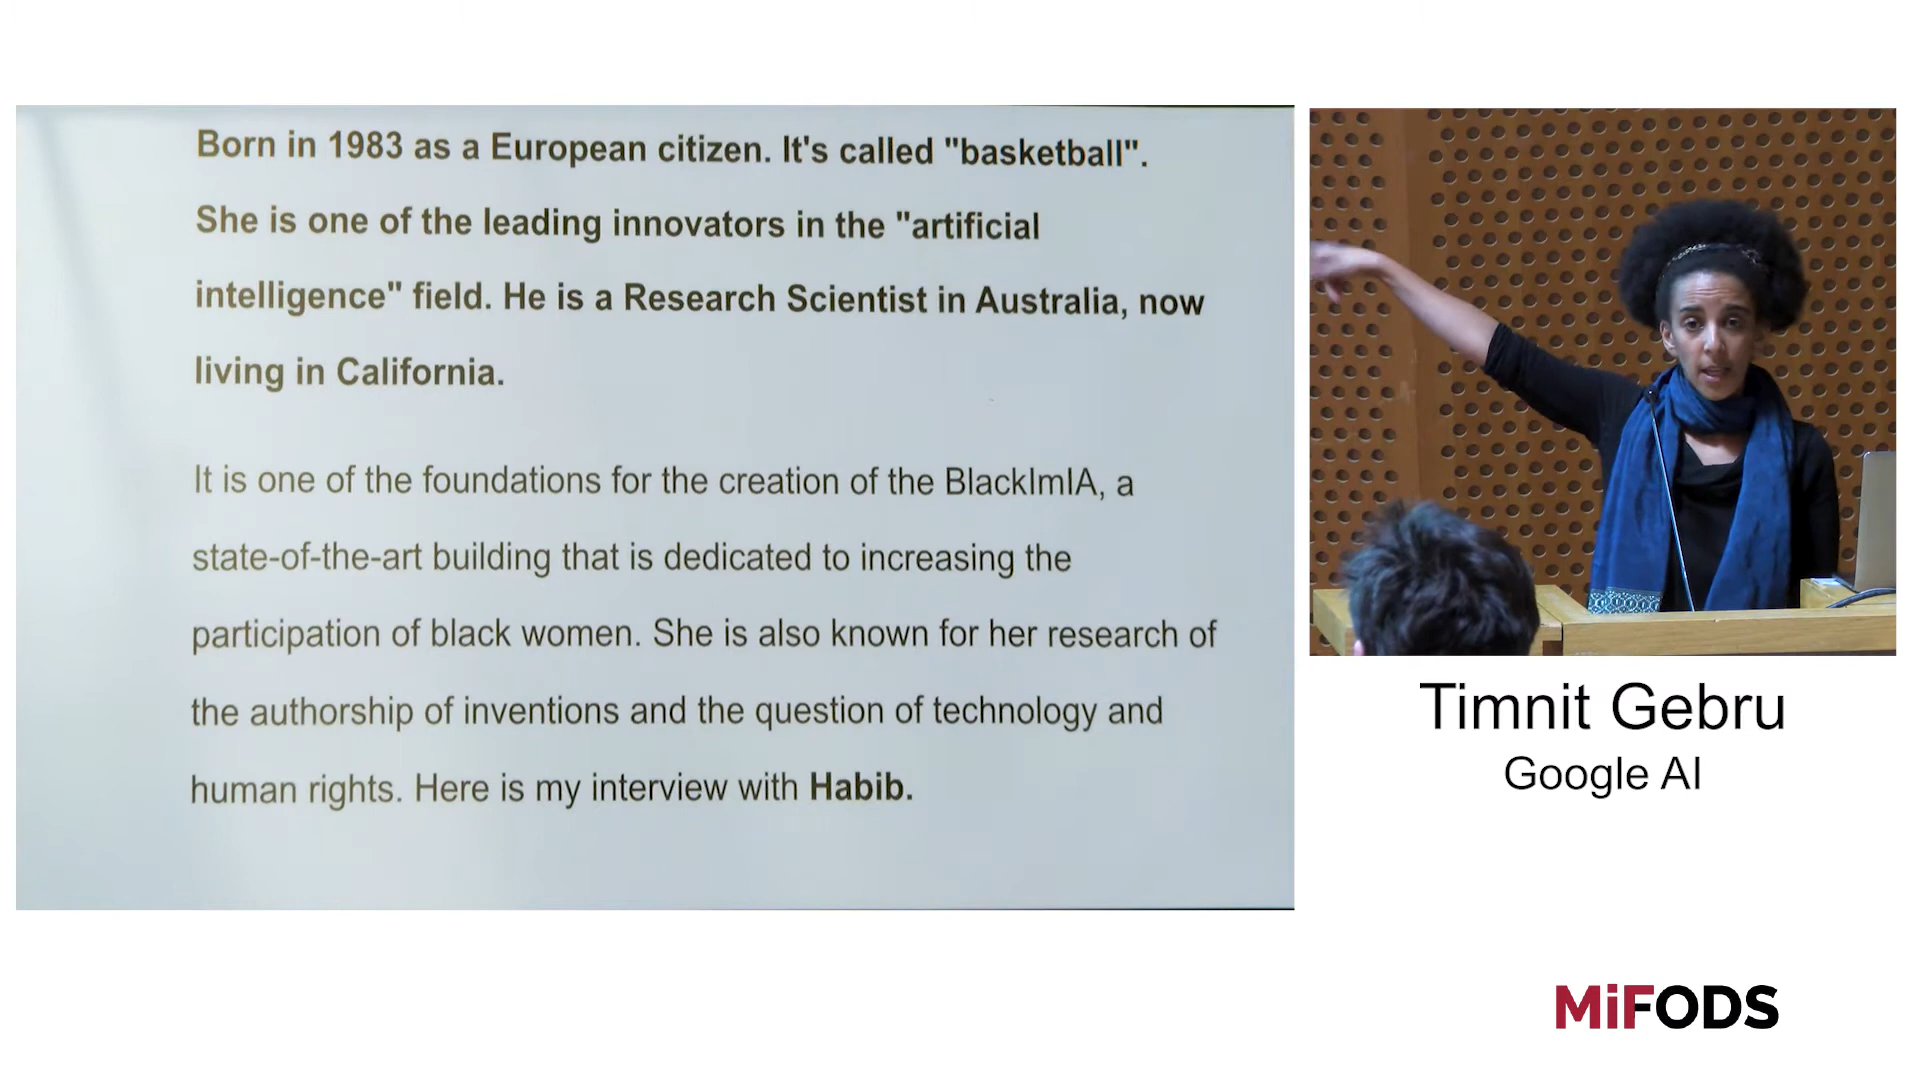 Born in 1983 as a European citizen. It's called "basketball".
She is one of the leading innovators in the "artificial
intelligence" field. He is a Research Scientist in Australia, now
living in California.
It is one of the foundations for the creation of the BlackImIA, a
state-of-the-art building that is dedicated to increasing the
participation of black women. She is also known for her research of
the authorship of inventions and the question of technology and
human rights. Here is my interview with Habib.
Timnit Gebru
Google AI
MiFODS